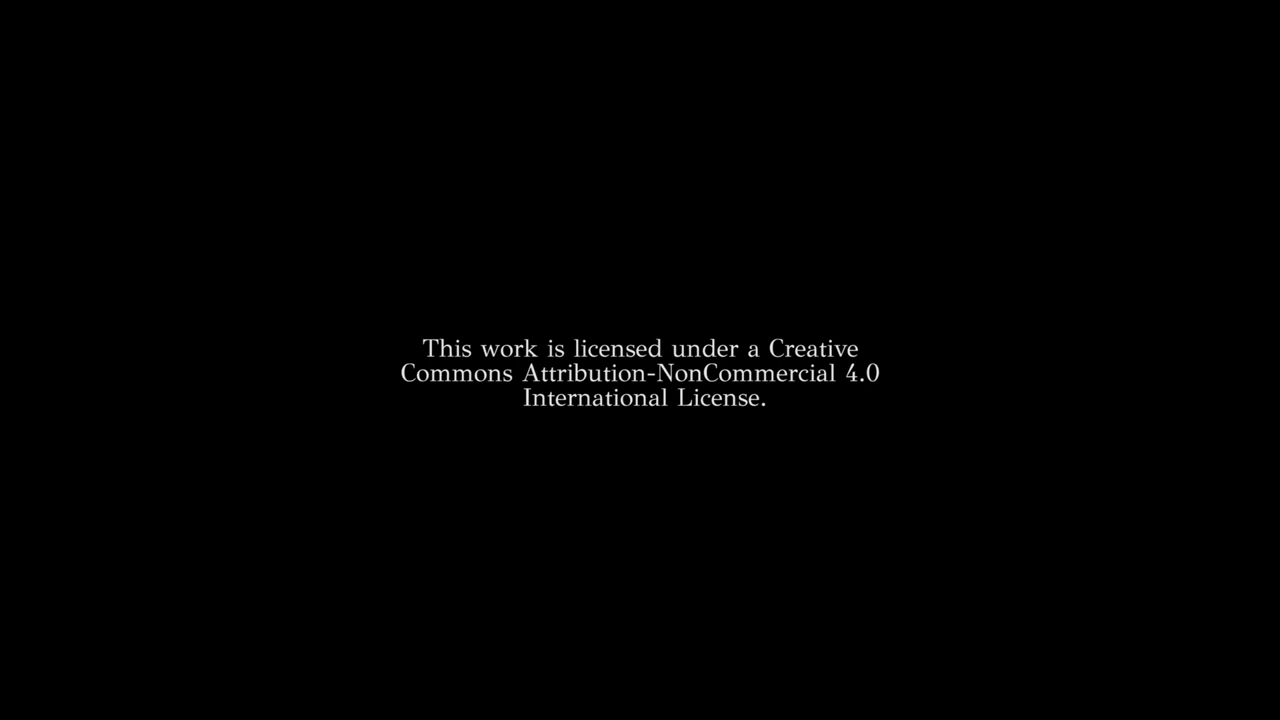 This work is licensed under a Creative
Commons Attribution-NonCommercial 4.0
International License.